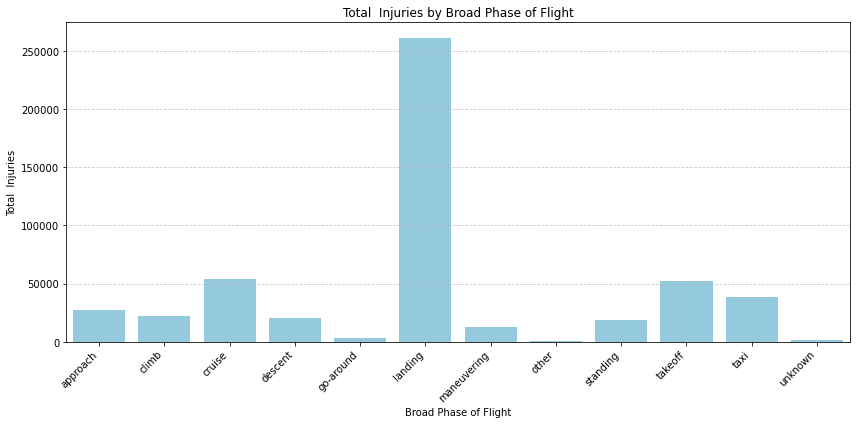 Total  Injuries by Broad Phase of Flight
Total  Injuries
250000
200000
150000
100000
50000
0
approach
climb
cruise
descent
go-around
landing
maneuvering
other
standing
takeoff
taxi
unknown
Broad Phase of Flight